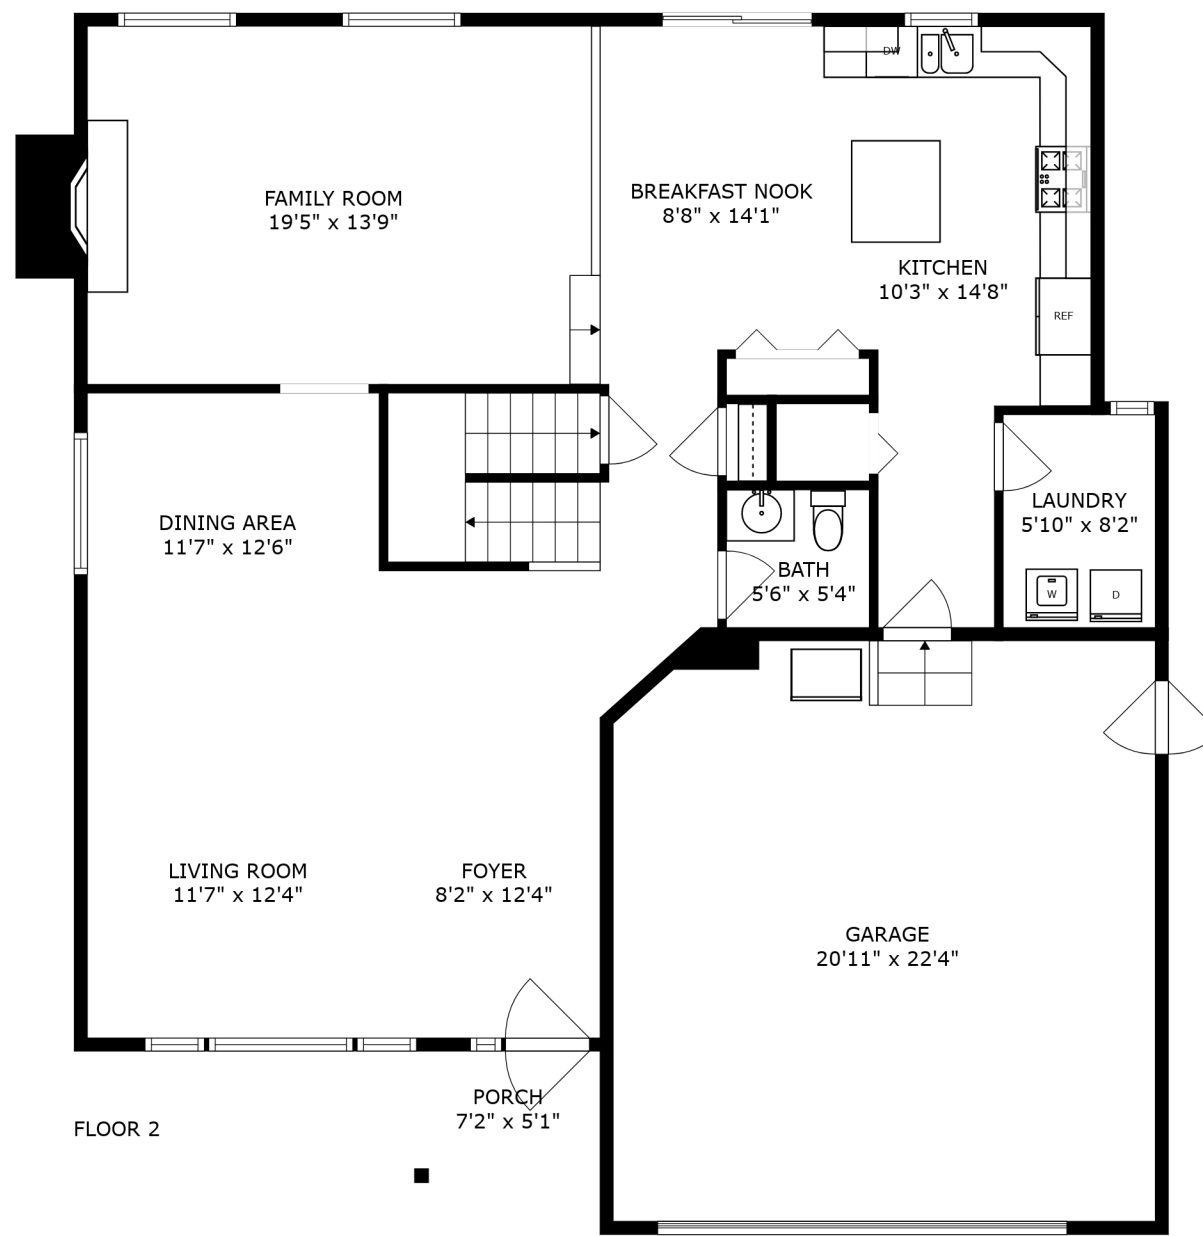 DW
FAMILY ROOM
19'5" x 13'9"
BREAKFAST NOOK
8'8" x 14'1"
KITCHEN
10'3" x 14'8"
REF
DINING AREA
11'7" x 12'6"
LAUNDRY
5'10" x 8'2"
BATH
5'6" x 5'4"
W
D
LIVING ROOM
11'7" x 12'4"
FOYER
8'2" x 12'4"
GARAGE
20'11" x 22'4"
PORCH
7'2" x 5'1"
FLOOR 2